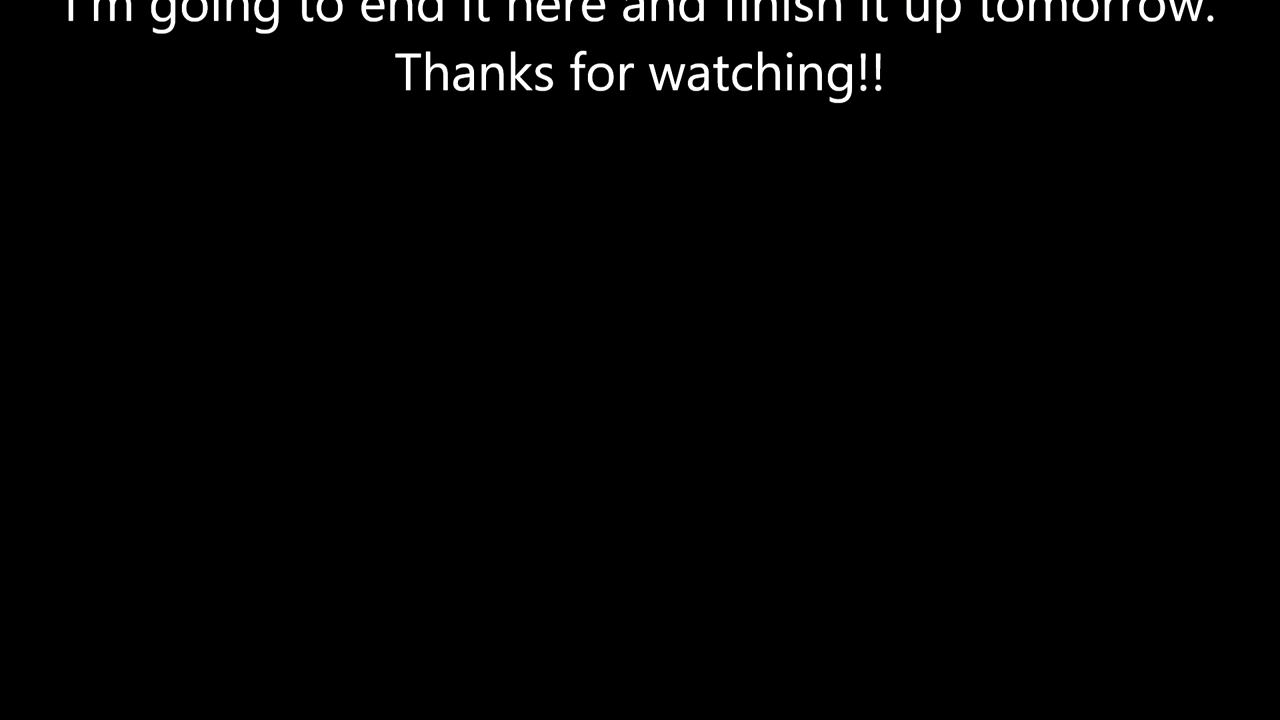 I'm going to end it here and finish it up tomorrow.
Thanks for watching!!